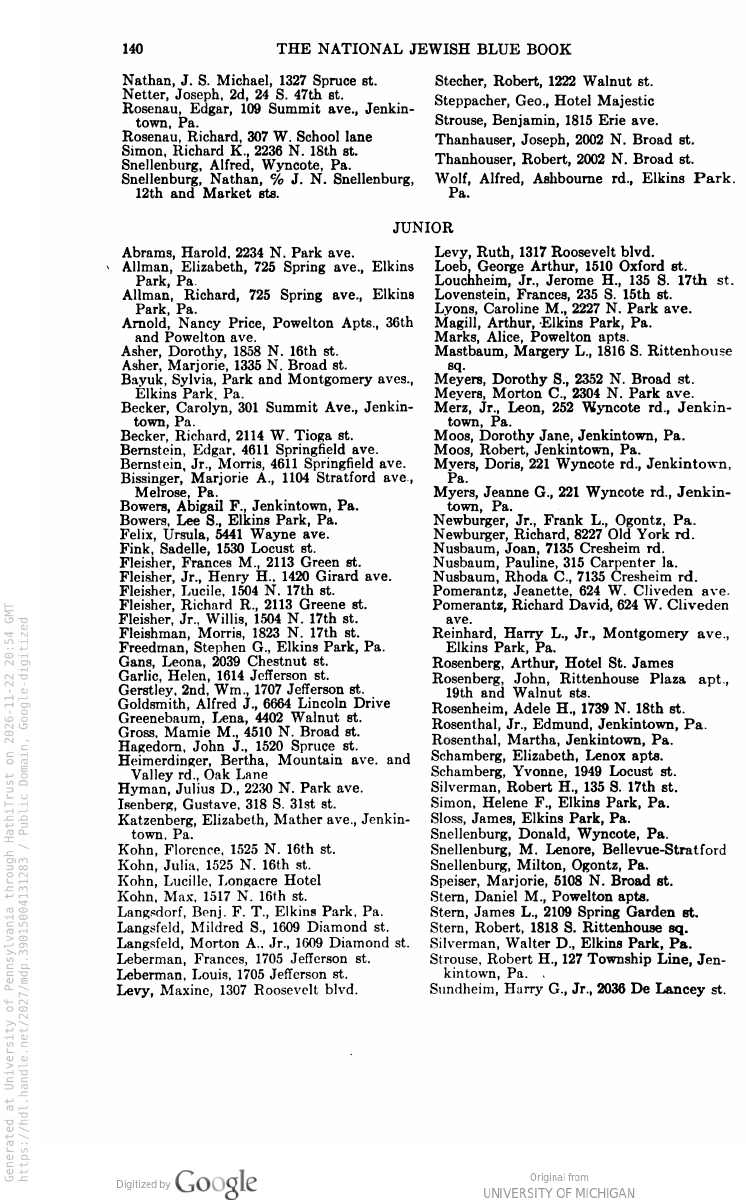 140 THE NATIONAL JEWISH BLUE BOOK
Nathan, J. S. Michael, 1327 Spruce st.
Netter, Joseph, 2d, 24 S. 47th st.
Rosenau, Edgar, 109 Summit ave., Jenkin-
town, Pa.
Rosenau, Richard, 307 W. School lane
Simon, Richard K., 2236 N. 18th st.
Snellenburg, Alfred, Wyncote, Pa.
Snellenburg, Nathan, % J. N. Snellenburg,
12th and Market sts.
Stecher, Robert, 1222 Walnut st.
Steppacher, Geo., Hotel Majestic
Strouse, Benjamin, 1815 Erie ave.
Thanhauser, Joseph, 2002 N. Broad st.
Thanhouser, Robert, 2002 N. Broad st.
Wolf, Alfred, Ashbourne rd., Elkins Park.
Pa.
JUNIOR
Abrams, Harold, 2234 N. Park ave.
Allman, Elizabeth, 725 Spring ave., Elkins
Park, Pa.
Allman, Richard, 725 Spring ave., Elkins
Park, Pa.
Arnold, Nancy Price, Powelton Apts., 36th
and Powelton ave.
Asher, Dorothy, 1858 N. 16th st.
Asher, Marjorie, 1335 N. Broad st.
Bayuk, Sylvia, Park and Montgomery aves.,
Elkins Park, Pa.
Becker, Carolyn, 301 Summit Ave., Jenkin-
town, Pa.
Becker, Richard, 2114 W. Tioga st.
Bernstein, Edgar, 4611 Springfield ave.
Bernstein, Jr., Morris, 4611 Springfield ave.
Bissinger, Marjorie A., 1104 Stratford ave.,
Melrose, Pa.
Bowers, Abigail F., Jenkintown, Pa.
Bowers, Lee S., Elkins Park, Pa.
Felix, Ursula, 5441 Wayne ave.
Fink, Sadelle, 1530 Locust st.
Fleisher, Frances M., 2113 Green st.
Fleisher, Jr., Henry H., 1420 Girard ave.
Fleisher, Lucile, 1504 N. 17th st.
Fleisher, Richard R., 2113 Greene st.
Fleisher, Jr., Willis, 1504 N. 17th st.
Fleishman, Morris, 1823 N. 17th st.
Freedman, Stephen G., Elkins Park, Pa.
Gans, Leona, 2039 Chestnut st.
Garlic, Helen, 1614 Jefferson st.
Gerstley, 2nd, Wm., 1707 Jefferson st.
Goldsmith, Alfred J., 6664 Lincoln Drive
Greenebaum, Lena, 4402 Walnut st.
Gross, Mamie M., 4510 N. Broad st.
Hagedorn, John J., 1520 Spruce st.
Heimerdinger, Bertha, Mountain ave. and
Valley rd., Oak Lane
Hyman, Julius D., 2230 N. Park ave.
Isenberg, Gustave, 318 S. 31st st.
Katzenberg, Elizabeth, Mather ave., Jenkin-
town, Pa.
Kohn, Florence, 1525 N. 16th st.
Kohn, Julia, 1525 N. 16th st.
Kohn, Lucille, Longacre Hotel
Kohn, Max, 1517 N. 16th st.
Langsdorf, Benj. F. T., Elkins Park, Pa.
Langsfeld, Mildred S., 1609 Diamond st.
Langsfeld, Morton A., Jr., 1609 Diamond st.
Leberman, Frances, 1705 Jefferson st.
Leberman, Louis, 1705 Jefferson st.
Levy, Maxine, 1307 Roosevelt blvd.
Levy, Ruth, 1317 Roosevelt blvd.
Loeb, George Arthur, 1510 Oxford st.
Louchheim, Jr., Jerome H., 135 S. 17th st.
Lovenstein, Frances, 235 S. 15th st.
Lyons, Caroline M., 2227 N. Park ave.
Magill, Arthur, Elkins Park, Pa.
Marks, Alice, Powelton apts.
Mastbaum, Margery L., 1816 S. Rittenhouse
sq.
Meyers, Dorothy S., 2352 N. Broad st.
Meyers, Morton C., 2304 N. Park ave.
Merz, Jr., Leon, 252 Wyncote rd., Jenkin-
town, Pa.
Moos, Dorothy Jane, Jenkintown, Pa.
Moos, Robert, Jenkintown, Pa.
Myers, Doris, 221 Wyncote rd., Jenkintown,
Pa.
Myers, Jeanne G., 221 Wyncote rd., Jenkin-
town, Pa.
Newburger, Jr., Frank L., Ogontz, Pa.
Newburger, Richard, 8227 Old York rd.
Nusbaum, Joan, 7135 Cresheim rd.
Nusbaum, Pauline, 315 Carpenter la.
Nusbaum, Rhoda C., 7135 Cresheim rd.
Pomerantz, Jeanette, 624 W. Cliveden ave.
Pomerantz, Richard David, 624 W. Cliveden
ave.
Reinhard, Harry L., Jr., Montgomery ave.,
Elkins Park, Pa.
Rosenberg, Arthur, Hotel St. James
Rosenberg, John, Rittenhouse Plaza apt.,
19th and Walnut sts.
Rosenheim, Adele H., 1739 N. 18th st.
Rosenthal, Jr., Edmund, Jenkintown, Pa.
Rosenthal, Martha, Jenkintown, Pa.
Schamberg, Elizabeth, Lenox apts.
Schamberg, Yvonne, 1949 Locust st.
Silverman, Robert H., 135 S. 17th st.
Simon, Helene F., Elkins Park, Pa.
Sloss, James, Elkins Park, Pa.
Snellenburg, Donald, Wyncote, Pa.
Snellenburg, M. Lenore, Bellevue-Stratford
Snellenburg, Milton, Ogontz, Pa.
Speiser, Marjorie, 5108 N. Broad st.
Stern, Daniel M., Powelton apts.
Stern, James L., 2109 Spring Garden st.
Stern, Robert, 1818 S. Rittenhouse sq.
Silverman, Walter D., Elkins Park, Pa.
Strouse, Robert H., 127 Township Line, Jen-
kintown, Pa.
Sundheim, Harry G., Jr., 2036 De Lancey st.
Generated at University of Pennsylvania through HathiTrust on 2026-11-22 20:54 GMT
https://hdl.handle.net/2027/mdp.39015004131283 / Public Domain, Google-digitized
Digitized by Google
Original from
UNIVERSITY OF MICHIGAN